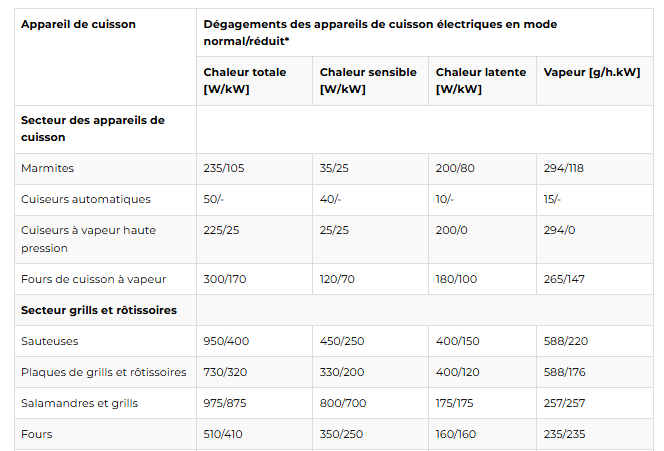 Appareil de cuisson
Dégagements des appareils de cuisson électriques en mode
normal/réduit*
Chaleur totale
[W/kW]
Chaleur sensible
[W/kW]
Chaleur latente
[W/kW]
Vapeur [g/h.kW]
Secteur des appareils de
cuisson
Marmites 235/105 35/25 200/80 294/118
Cuiseurs automatiques 50/- 40/- 10/- 15/-
Cuiseurs à vapeur haute
pression
225/25 25/25 200/0 294/0
Fours de cuisson à vapeur 300/170 120/70 180/100 265/147
Secteur grills et rôtissoires
Sauteuses 950/400 450/250 400/150 588/220
Plaques de grills et rôtissoires 730/320 330/200 400/120 588/176
Salamandres et grills 975/875 800/700 175/175 257/257
Fours 510/410 350/250 160/160 235/235